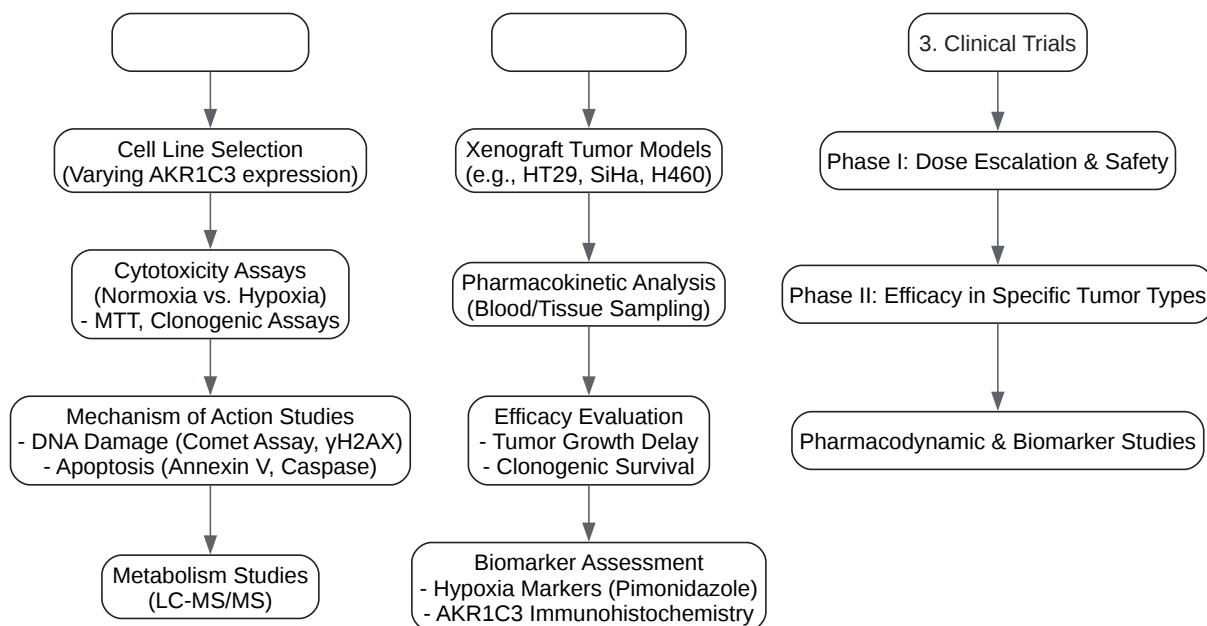 3. Clinical Trials
Cell Line Selection
(Varying AKR1C3 expression)
Cytotoxicity Assays
(Normoxia vs. Hypoxia)
- MTT, Clonogenic Assays
Mechanism of Action Studies
- DNA Damage (Comet Assay, γH2AX)
- Apoptosis (Annexin V, Caspase)
Metabolism Studies
(LC-MS/MS)
Xenograft Tumor Models
(e.g., HT29, SiHa, H460)
Pharmacokinetic Analysis
(Blood/Tissue Sampling)
Efficacy Evaluation
- Tumor Growth Delay
- Clonogenic Survival
Biomarker Assessment
- Hypoxia Markers (Pimonidazole)
- AKR1C3 Immunohistochemistry
Phase I: Dose Escalation & Safety
Phase II: Efficacy in Specific Tumor Types
Pharmacodynamic & Biomarker Studies